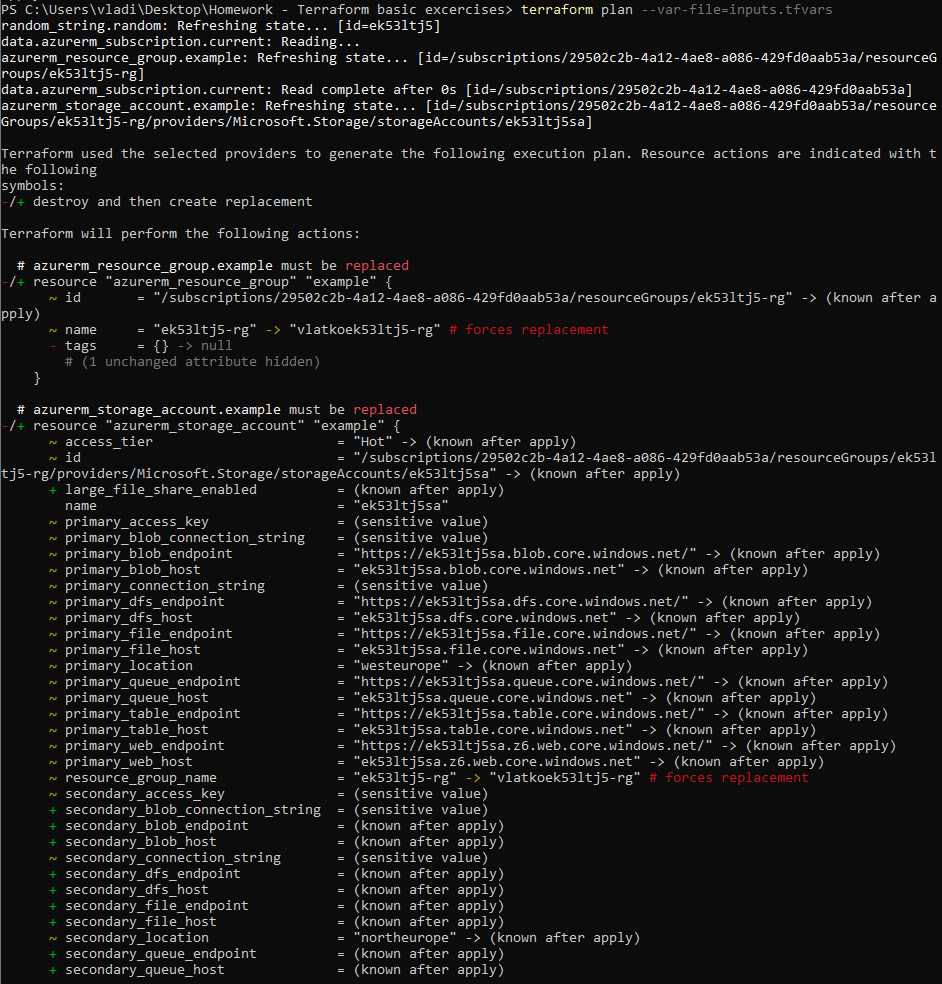 PS C:\Users\vladi\Desktop\Homework - Terraform basic excercises> terraform plan --var-file=inputs.tfvars
random_string.random: Refreshing state... [id=ek53ltj5]
data.azurerm_subscription.current: Reading...
azurerm_resource_group.example: Refreshing state... [id=/subscriptions/29502c2b-4a12-4ae8-a086-429fd0aab53a/resourceG
roups/ek53ltj5-rg]
data.azurerm_subscription.current: Read complete after 0s [id=/subscriptions/29502c2b-4a12-4ae8-a086-429fd0aab53a]
azurerm_storage_account.example: Refreshing state... [id=/subscriptions/29502c2b-4a12-4ae8-a086-429fd0aab53a/resource
Groups/ek53ltj5-rg/providers/Microsoft.Storage/storageAccounts/ek53ltj5sa]

Terraform used the selected providers to generate the following execution plan. Resource actions are indicated with t
he following
symbols:
-/+ destroy and then create replacement

Terraform will perform the following actions:

  # azurerm_resource_group.example must be replaced
-/+ resource "azurerm_resource_group" "example" {
      ~ id       = "/subscriptions/29502c2b-4a12-4ae8-a086-429fd0aab53a/resourceGroups/ek53ltj5-rg" -> (known after a
pply)
      ~ name     = "ek53ltj5-rg" -> "vlatkoek53ltj5-rg" # forces replacement
      - tags     = {} -> null
        # (1 unchanged attribute hidden)
    }

  # azurerm_storage_account.example must be replaced
-/+ resource "azurerm_storage_account" "example" {
      ~ access_tier                       = "Hot" -> (known after apply)
      ~ id                                = "/subscriptions/29502c2b-4a12-4ae8-a086-429fd0aab53a/resourceGroups/ek53l
tj5-rg/providers/Microsoft.Storage/storageAccounts/ek53ltj5sa" -> (known after apply)
      + large_file_share_enabled          = (known after apply)
        name                              = "ek53ltj5sa"
      ~ primary_access_key                = (sensitive value)
      ~ primary_blob_connection_string    = (sensitive value)
      ~ primary_blob_endpoint             = "https://ek53ltj5sa.blob.core.windows.net/" -> (known after apply)
      ~ primary_blob_host                 = "ek53ltj5sa.blob.core.windows.net" -> (known after apply)
      ~ primary_connection_string         = (sensitive value)
      ~ primary_dfs_endpoint              = "https://ek53ltj5sa.dfs.core.windows.net/" -> (known after apply)
      ~ primary_dfs_host                  = "ek53ltj5sa.dfs.core.windows.net" -> (known after apply)
      ~ primary_file_endpoint             = "https://ek53ltj5sa.file.core.windows.net/" -> (known after apply)
      ~ primary_file_host                 = "ek53ltj5sa.file.core.windows.net" -> (known after apply)
      ~ primary_location                  = "westeurope" -> (known after apply)
      ~ primary_queue_endpoint            = "https://ek53ltj5sa.queue.core.windows.net/" -> (known after apply)
      ~ primary_queue_host                = "ek53ltj5sa.queue.core.windows.net" -> (known after apply)
      ~ primary_table_endpoint            = "https://ek53ltj5sa.table.core.windows.net/" -> (known after apply)
      ~ primary_table_host                = "ek53ltj5sa.table.core.windows.net" -> (known after apply)
      ~ primary_web_endpoint              = "https://ek53ltj5sa.z6.web.core.windows.net/" -> (known after apply)
      ~ primary_web_host                  = "ek53ltj5sa.z6.web.core.windows.net" -> (known after apply)
      ~ resource_group_name               = "ek53ltj5-rg" -> "vlatkoek53ltj5-rg" # forces replacement
      ~ secondary_access_key              = (sensitive value)
      + secondary_blob_connection_string  = (sensitive value)
      + secondary_blob_endpoint           = (known after apply)
      + secondary_blob_host               = (known after apply)
      ~ secondary_connection_string       = (sensitive value)
      + secondary_dfs_endpoint            = (known after apply)
      + secondary_dfs_host                = (known after apply)
      + secondary_file_endpoint           = (known after apply)
      + secondary_file_host               = (known after apply)
      ~ secondary_location                = "northeurope" -> (known after apply)
      + secondary_queue_endpoint          = (known after apply)
      + secondary_queue_host              = (known after apply)